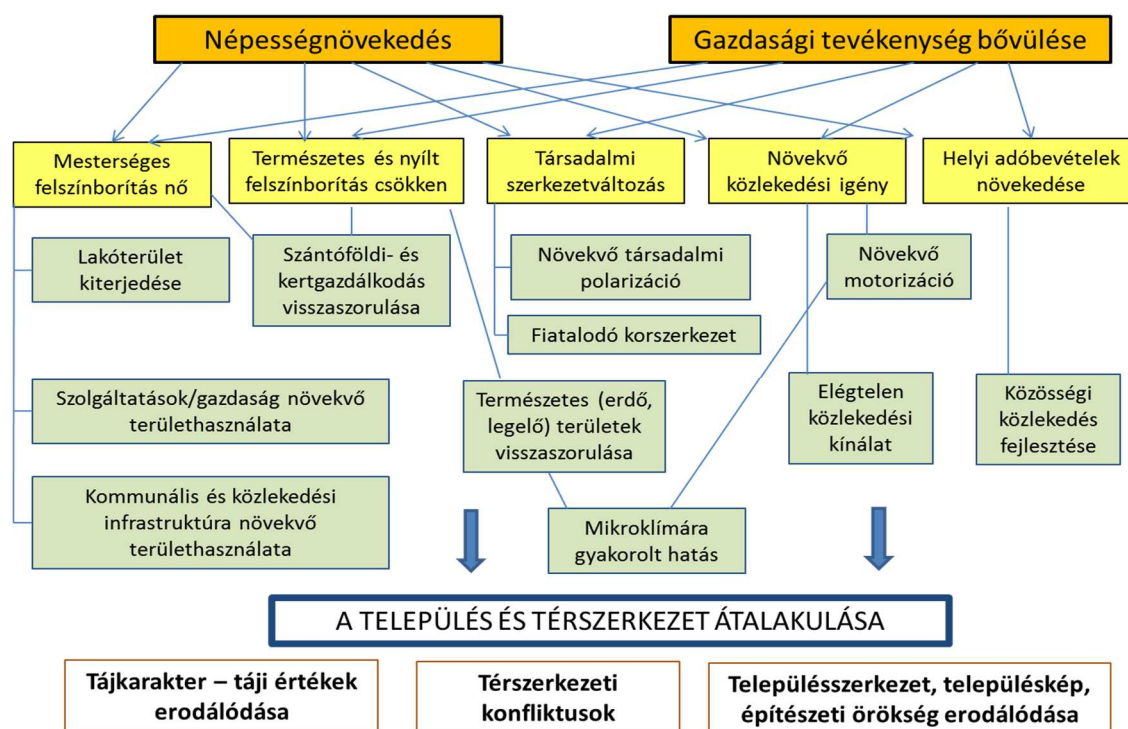 Népességnövekedés
Gazdasági tevékenység bővülése
Mesterséges
felszínborítás nő
Természetes és nyílt
felszínborítás csökken
Társadalmi
szerkezetváltozás
Növekvő
közlekedési igény
Helyi adóbevételek
növekedése
Lakóterület
kiterjedése
Szántóföldi- és
kertgazdálkodás
visszaszorulása
Növekvő társadalmi
polarizáció
Növekvő
motorizáció
Fiatalodó korszerkezet
Szolgáltatások/gazdaság növekvő
területhasználata
Természetes (erdő,
legelő) területek
visszaszorulása
Elégtelen
közlekedési
kínálat
Közösségi
közlekedés
fejlesztése
Kommunális és közlekedési
infrastruktúra növekvő
területhasználata
Mikroklímára
gyakorolt hatás
A TELEPÜLÉS ÉS TÉRSZERKEZET ÁTALAKULÁSA
Tájkarakter – táji értékek
erodálódása
Térszerkezeti
konfliktusok
Településszerkezet, településkép,
építészeti örökség erodálódása